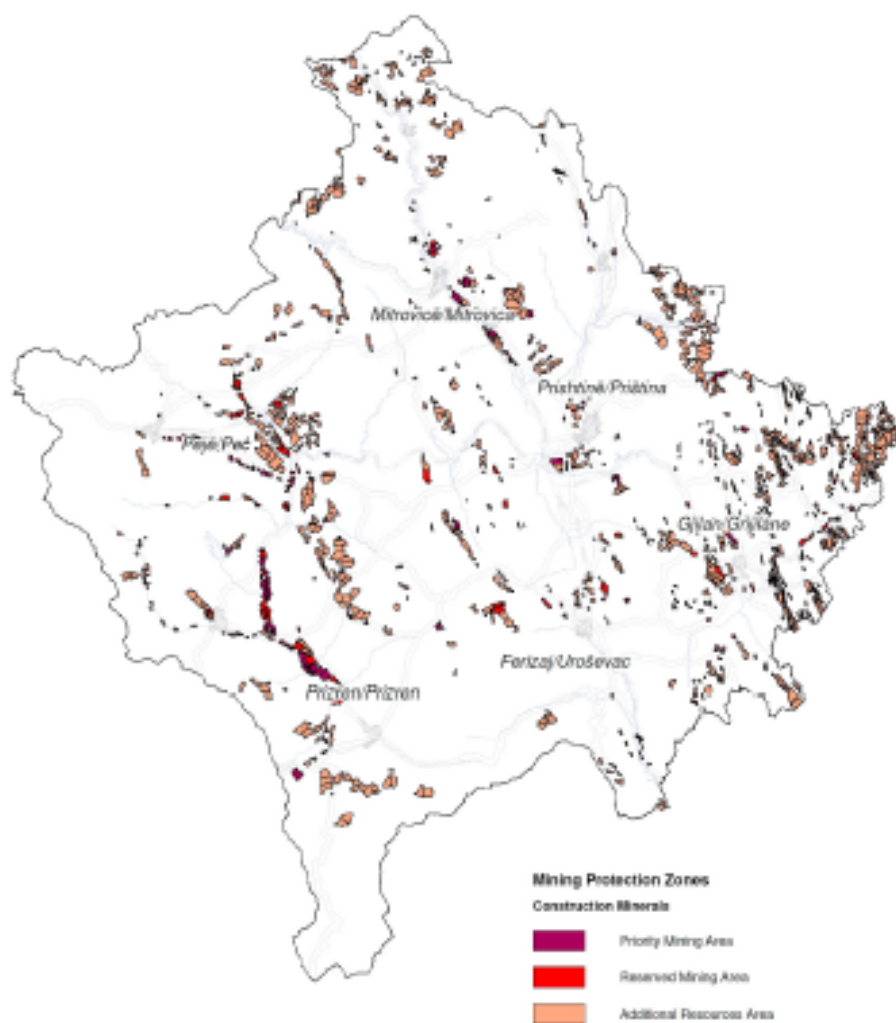 Mitrovicë/Mitrovica
Prishtinë/Priština
Pejë/Peć
Gjilan/Gnjilane
Ferizaj/Uroševac
Prizren/Prizren
Mining Protection Zones
Construction Minerals
Priority Mining Area
Reserved Mining Area
Additional Resources Area